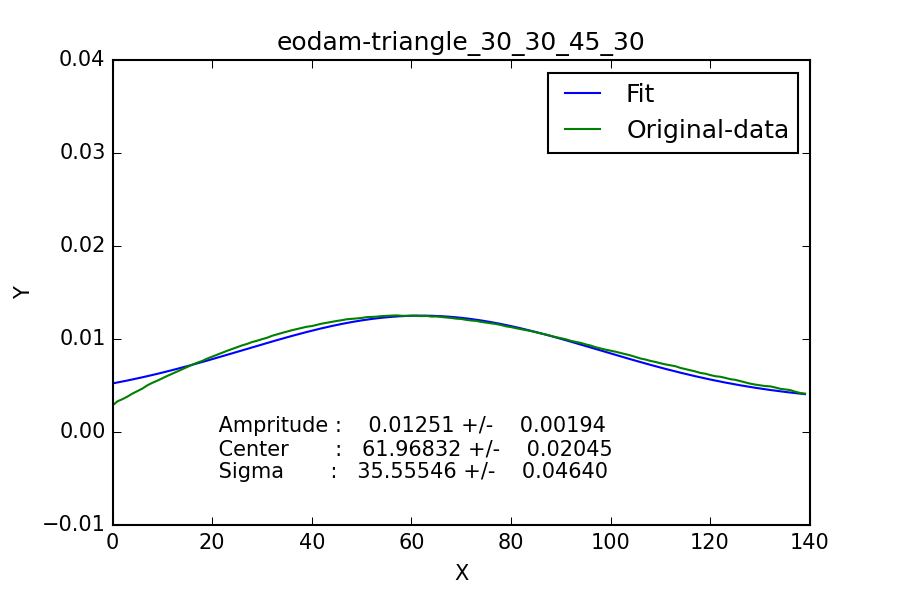 eodam-triangle_30_30_45_30
0.04
0.03
0.02
0.01
0.00
−0.01
Y
Fit
Original-data
Ampritude : 0.01251 +/- 0.00194
Center : 61.96832 +/- 0.02045
Sigma : 35.55546 +/- 0.04640
0 20 40 60 80 100 120 140
X